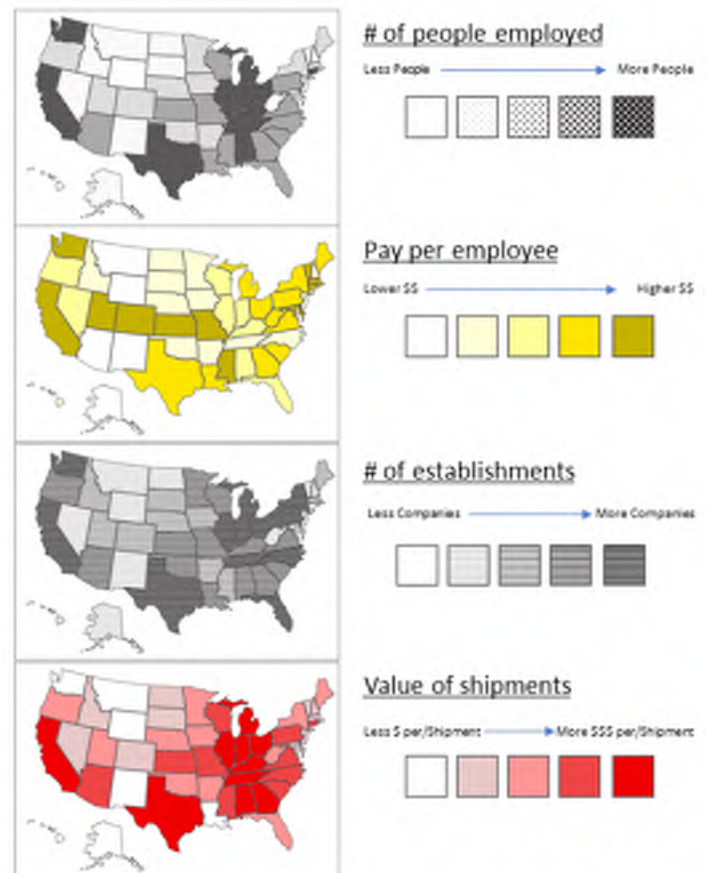 # of people employed
Less People
More People
Pay per employee
Lower $$
Higher $$
# of establishments
Less Companies
More Companies
Value of shipments
Less $ per/Shipment
More $$$ per/Shipment